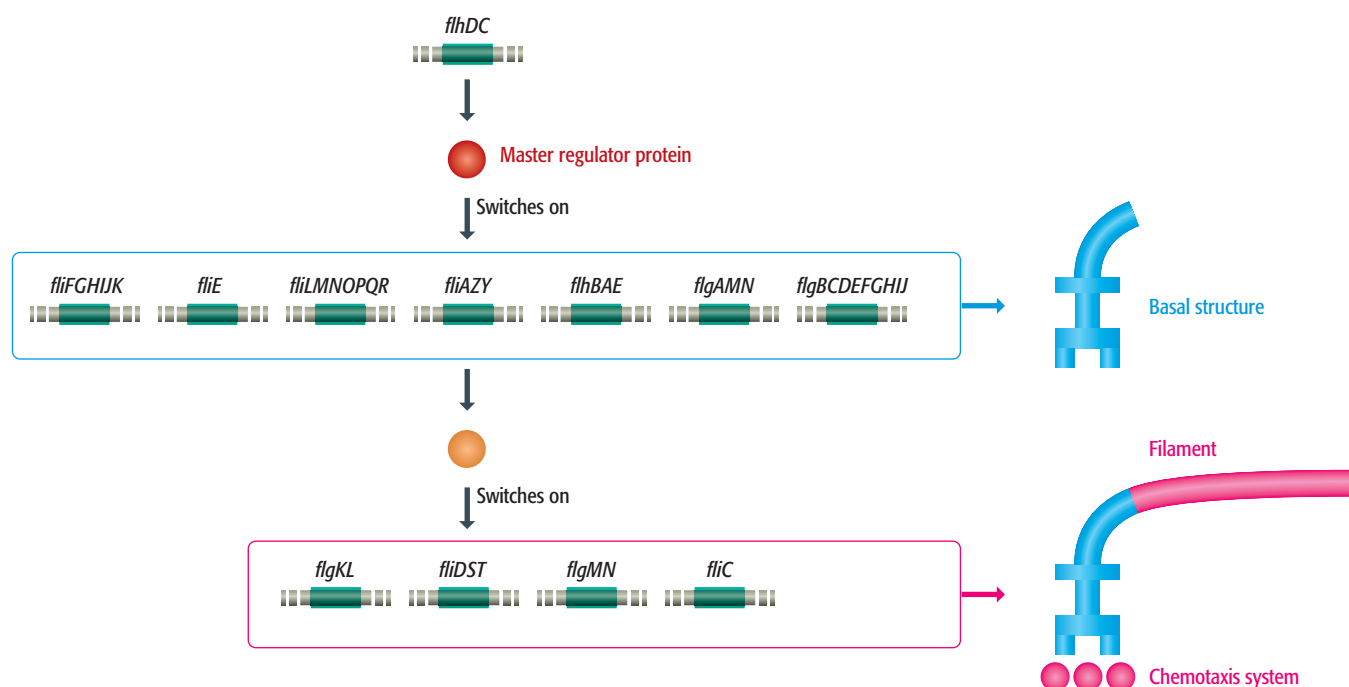 flhDC
Master regulator protein
Switches on
fliFGHIJK fliE fliLMNOPQR fliAZY flhBAE flgAMN flgBCDEFGHIJ
Basal structure
Filament
Switches on
flgKL fliDST flgMN fliC
Chemotaxis system